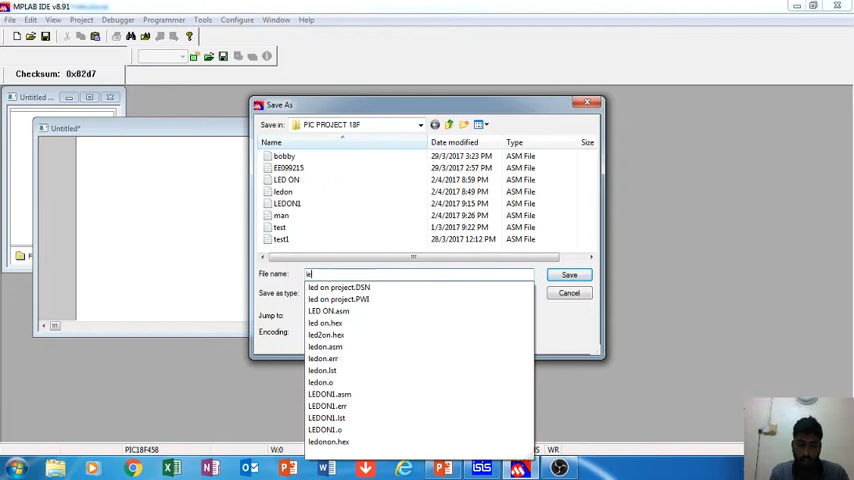 MPLAB IDE v8.91
File Edit View Project Debugger Programmer Tools Configure Window Help
Checksum: 0x82d7
Untitled ...
Untitled*
Save As
Save in: PIC PROJECT 18F
Name Date modified Type Size
bobby 29/3/2017 3:23 PM ASM File
EE099215 29/3/2017 2:57 PM ASM File
LED ON 2/4/2017 8:59 PM ASM File
ledon 2/4/2017 8:49 PM ASM File
LEDON1 2/4/2017 9:15 PM ASM File
man 2/4/2017 9:26 PM ASM File
test 1/3/2017 9:22 PM ASM File
test1 28/3/2017 12:12 PM ASM File
File name: le Save
Save as type: Cancel
Jump to:
Encoding:
led on project.DSN
led on project.PWI
LED ON.asm
led on.hex
led2on.hex
ledon.asm
ledon.err
ledon.lst
ledon.o
LEDON1.asm
LEDON1.err
LEDON1.lst
LEDON1.o
ledonon.hex
F
PIC18F458 W:0 WR
isis